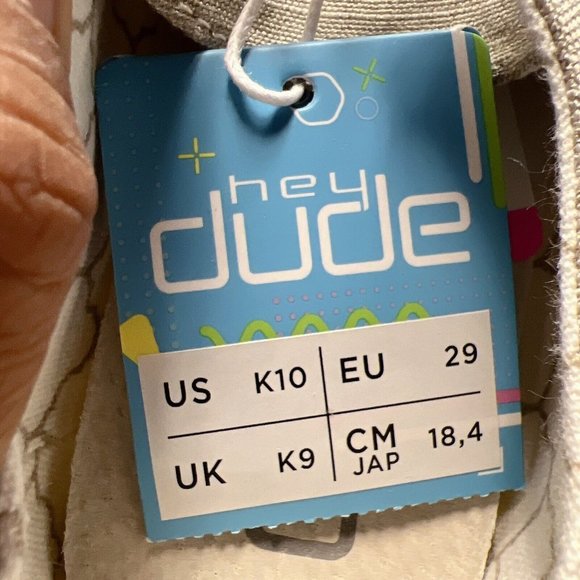 hey
dude
US K10 EU 29
UK K9 CM JAP 18,4